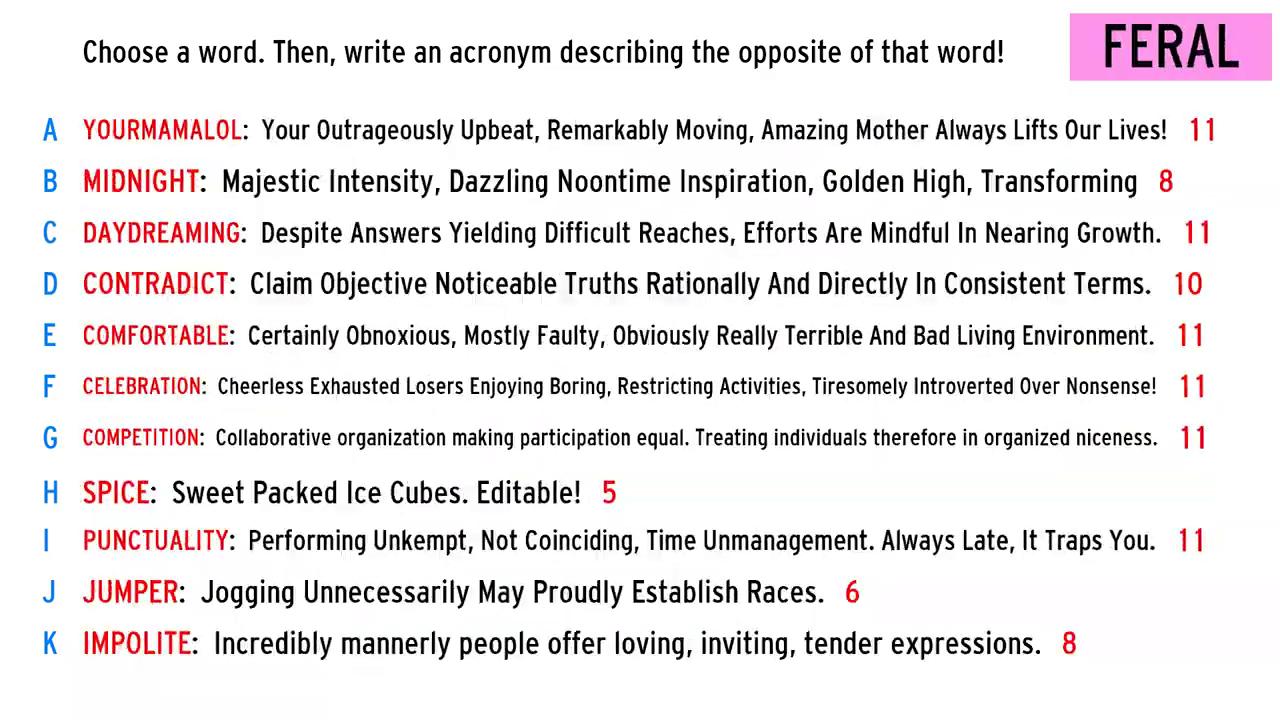 Choose a word. Then, write an acronym describing the opposite of that word!
FERAL
A YOURMAMALOL: Your Outrageously Upbeat, Remarkably Moving, Amazing Mother Always Lifts Our Lives! 11
B MIDNIGHT: Majestic Intensity, Dazzling Noontime Inspiration, Golden High, Transforming 8
C DAYDREAMING: Despite Answers Yielding Difficult Reaches, Efforts Are Mindful In Nearing Growth. 11
D CONTRADICT: Claim Objective Noticeable Truths Rationally And Directly In Consistent Terms. 10
E COMFORTABLE: Certainly Obnoxious, Mostly Faulty, Obviously Really Terrible And Bad Living Environment. 11
F CELEBRATION: Cheerless Exhausted Losers Enjoying Boring, Restricting Activities, Tiresomely Introverted Over Nonsense! 11
G COMPETITION: Collaborative organization making participation equal. Treating individuals therefore in organized niceness. 11
H SPICE: Sweet Packed Ice Cubes. Editable! 5
I PUNCTUALITY: Performing Unkempt, Not Coinciding, Time Unmanagement. Always Late, It Traps You. 11
J JUMPER: Jogging Unnecessarily May Proudly Establish Races. 6
K IMPOLITE: Incredibly mannerly people offer loving, inviting, tender expressions. 8